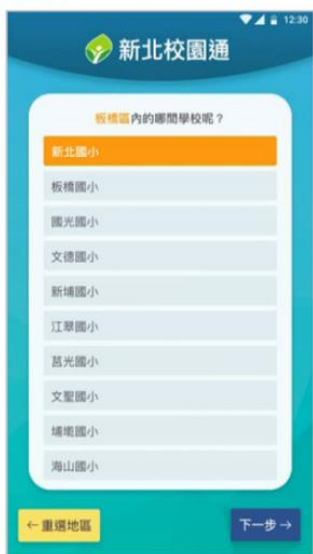 12:30
新北校園通
板橋區內的哪間學校呢？
新北國小
板橋國小
國光國小
文德國小
新埔國小
江翠國小
莒光國小
文聖國小
埔墘國小
海山國小
← 重選地區
下一步 →